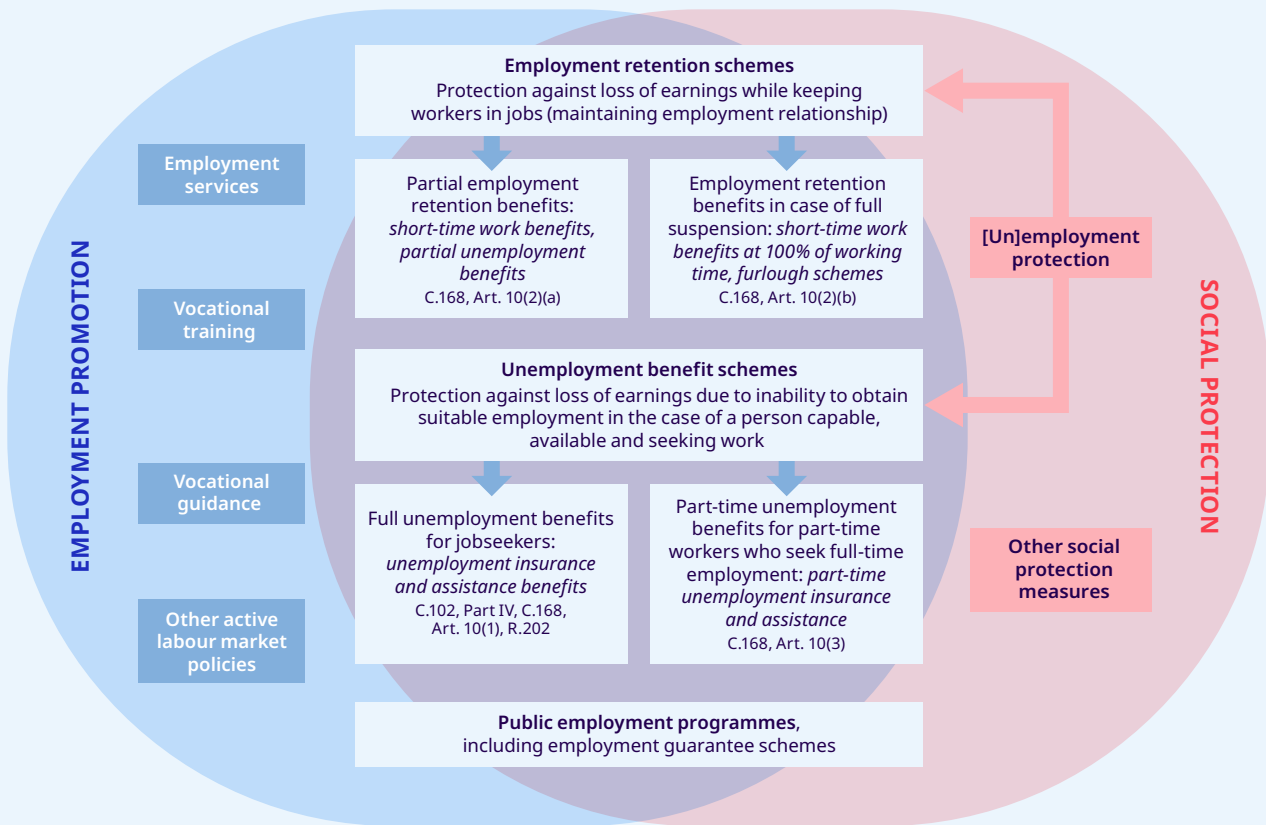 EMPLOYMENT PROMOTION
Employment
services
Vocational
training
Vocational
guidance
Other active
labour market
policies
Employment retention schemes
Protection against loss of earnings while keeping
workers in jobs (maintaining employment relationship)
Partial employment
retention benefits:
short-time work benefits,
partial unemployment
benefits
C.168, Art. 10(2)(a)
Employment retention
benefits in case of full
suspension: short-time work
benefits at 100% of working
time, furlough schemes
C.168, Art. 10(2)(b)
Unemployment benefit schemes
Protection against loss of earnings due to inability to obtain
suitable employment in the case of a person capable,
available and seeking work
Full unemployment benefits
for jobseekers:
unemployment insurance
and assistance benefits
C.102, Part IV, C.168,
Art. 10(1), R.202
Part-time unemployment
benefits for part-time
workers who seek full-time
employment: part-time
unemployment insurance
and assistance
C.168, Art. 10(3)
Public employment programmes,
including employment guarantee schemes
[Un]employment
protection
Other social
protection
measures
SOCIAL PROTECTION